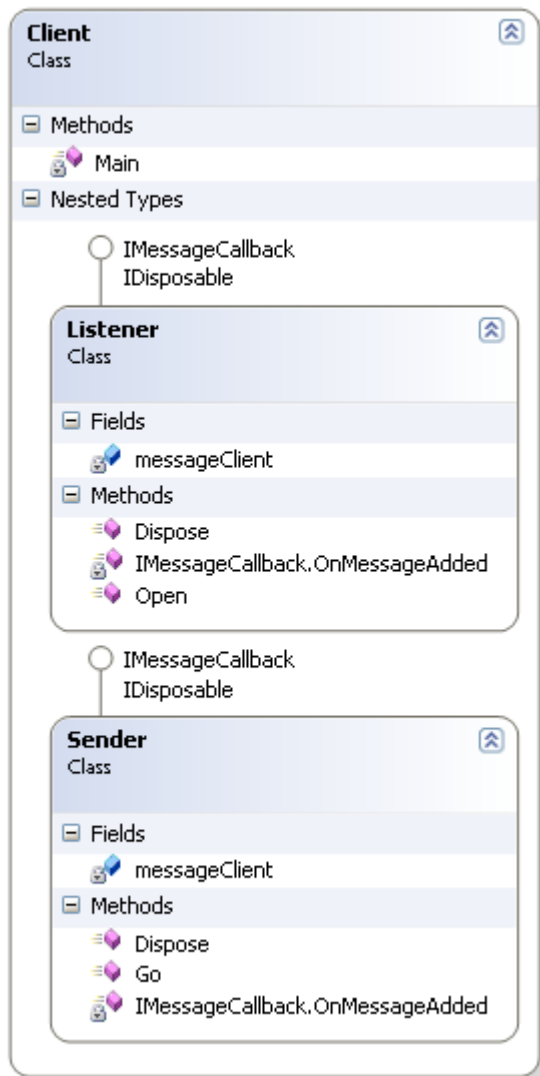 Client
Class
Methods
Main
Nested Types
IMessageCallback
IDisposable
Listener
Class
Fields
messageClient
Methods
Dispose
IMessageCallback.OnMessageAdded
Open
IMessageCallback
IDisposable
Sender
Class
Fields
messageClient
Methods
Dispose
Go
IMessageCallback.OnMessageAdded